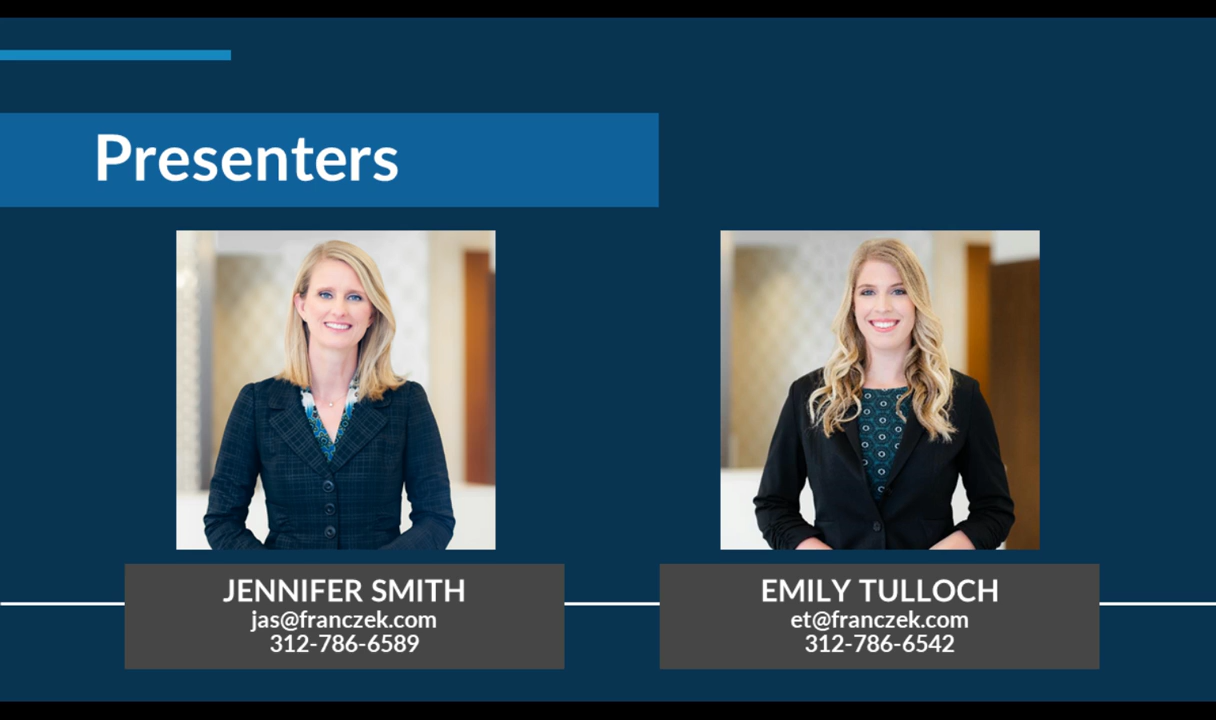 Presenters
JENNIFER SMITH
jas@franczek.com
312-786-6589
EMILY TULLOCH
et@franczek.com
312-786-6542